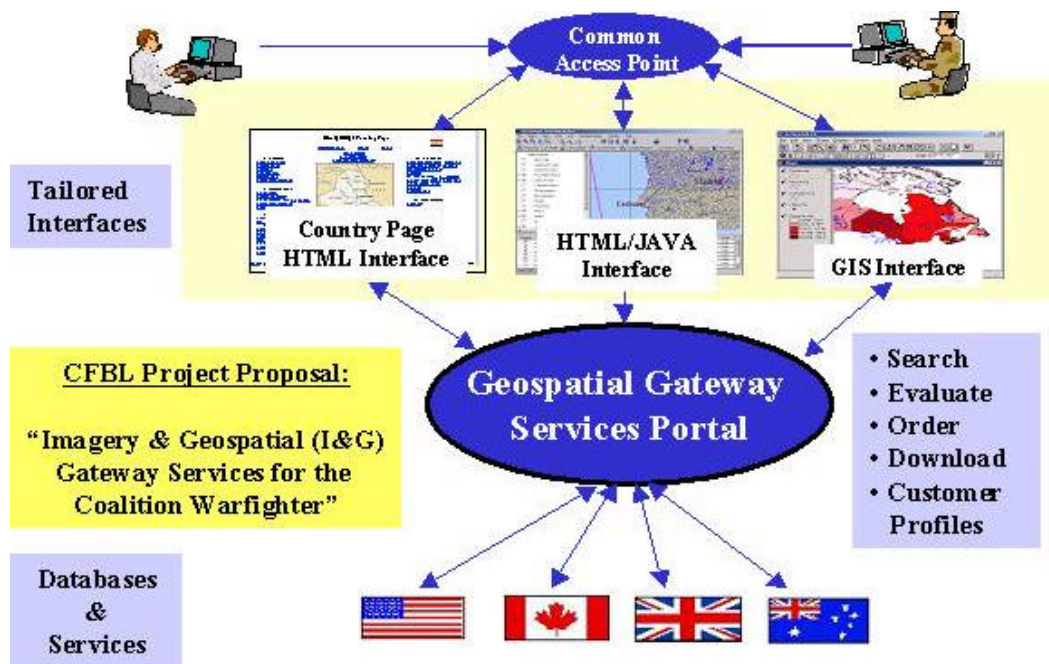 Common
Access Point
Tailored
Interfaces
Country Page
HTML Interface
HTML/JAVA
Interface
GIS Interface
CFBL Project Proposal:
“Imagery & Geospatial (I&G)
Gateway Services for the
Coalition Warfighter”
Geospatial Gateway
Services Portal
• Search
• Evaluate
• Order
• Download
• Customer
Profiles
Databases
&
Services